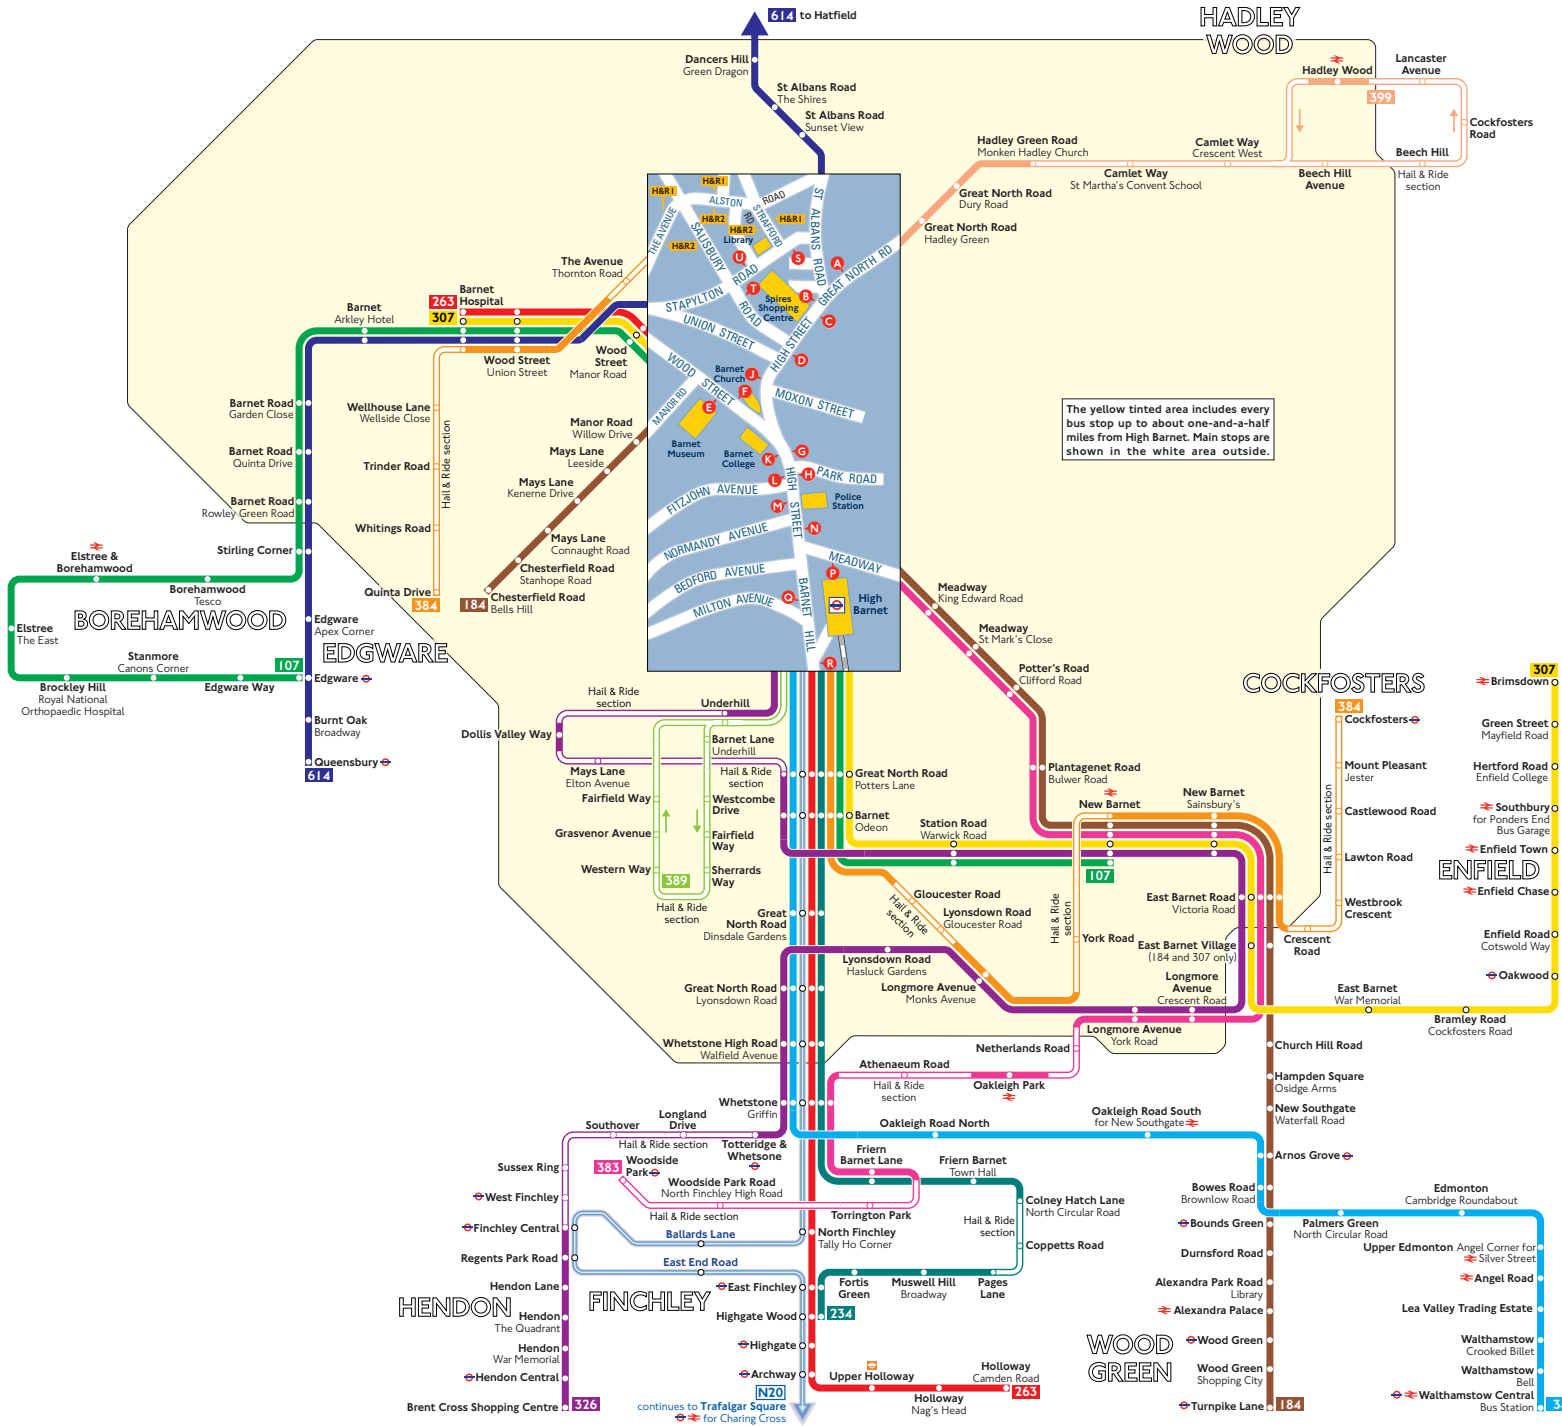 614 to Hatfield
HADLEY
WOOD
Dancers Hill
Green Dragon
St Albans Road
The Shires
St Albans Road
Sunset View
Hadley Wood
Lancaster
Avenue
399
Cockfosters
Road
Hadley Green Road
Monken Hadley Church
Camlet Way
Crescent West
Beech Hill
Hail & Ride
section
Camlet Way
St Martha's Convent School
Beech Hill
Avenue
Great North Road
Dury Road
Great North Road
Hadley Green
The Avenue
Thornton Road
Barnet
Hospital
263
307
Barnet
Arkley Hotel
Wood Street
Union Street
Wood
Street
Manor Road
Barnet Road
Garden Close
Barnet Road
Quinta Drive
Barnet Road
Rowley Green Road
Stirling Corner
Wellhouse Lane
Wellside Close
Trinder Road
Whitings Road
Quinta Drive
384
Hail & Ride section
Manor Road
Willow Drive
Mays Lane
Leeside
Mays Lane
Kenerne Drive
Mays Lane
Connaught Road
Chesterfield Road
Stanhope Road
Chesterfield Road
Bells Hill
184
H&R1
H&R1
ALSTON
ROAD
H&R2
RD
STRAFFORD
H&R1
H&R2
Library
H&R2
THE AVENUE
SALISBURY
ROAD
ST ALBANS ROAD
GREAT NORTH RD
U
S
A
T
B
C
Spires
Shopping
Centre
STAPYLTON ROAD
UNION STREET
HIGH STREET
D
WOOD STREET
Barnet
Church
J
F
E
MANOR RD
MOXON STREET
Barnet
Museum
Barnet
College
K
G
H
L
PARK ROAD
FITZJOHN AVENUE
HIGH STREET
M
Police
Station
N
NORMANDY AVENUE
MEADWAY
BEDFORD AVENUE
P
MILTON AVENUE
Q
BARNET HILL
High
Barnet
R
The yellow tinted area includes every
bus stop up to about one-and-a-half
miles from High Barnet. Main stops are
shown in the white area outside.
Elstree &
Borehamwood
Borehamwood
Tesco
BOREHAMWOOD
Elstree
The East
Stanmore
Canons Corner
107
Brockley Hill
Royal National
Orthopaedic Hospital
Edgware Way
Edgware
Apex Corner
EDGWARE
Edgware
Burnt Oak
Broadway
Queensbury
614
Meadway
King Edward Road
Meadway
St Mark's Close
Potter's Road
Clifford Road
Plantagenet Road
Bulwer Road
New Barnet
New Barnet
Sainsbury's
COCKFOSTERS
384
Cockfosters
Mount Pleasant
Jester
Castlewood Road
Lawton Road
Westbrook
Crescent
Hail & Ride section
Crescent
Road
307
Brimsdown
Green Street
Mayfield Road
Hertford Road
Enfield College
Southbury
for Ponders End
Bus Garage
Enfield Town
ENFIELD
Enfield Chase
Enfield Road
Cotswold Way
Oakwood
East Barnet
War Memorial
Bramley Road
Cockfosters Road
Hail & Ride
section
Underhill
Dollis Valley Way
Mays Lane
Elton Avenue
Barnet Lane
Underhill
Hail & Ride
section
Fairfield Way
Westcombe
Drive
Grasvenor Avenue
Fairfield
Way
Western Way
Sherrards
Way
389
Hail & Ride
section
Great North Road
Potters Lane
Barnet
Odeon
Station Road
Warwick Road
107
Great
North Road
Dinsdale Gardens
Gloucester Road
Hail & Ride
section
Lyonsdown Road
Gloucester Road
Hail & Ride
section
York Road
East Barnet Road
Victoria Road
East Barnet Village
(184 and 307 only)
Lyonsdown Road
Hasluck Gardens
Longmore Avenue
Monks Avenue
Longmore
Avenue
Crescent Road
Great North Road
Lyonsdown Road
Whetstone High Road
Walfield Avenue
Longmore Avenue
York Road
Netherlands Road
Athenaeum Road
Hail & Ride
section
Oakleigh Park
Whetstone
Griffin
Church Hill Road
Hampden Square
Osidge Arms
New Southgate
Waterfall Road
Arnos Grove
Oakleigh Road North
Oakleigh Road South
for New Southgate
Longland
Drive
Southover
Hail & Ride section
Totteridge &
Whetsone
Sussex Ring
383
Woodside
Park
Woodside Park Road
North Finchley High Road
Hail & Ride section
Friern
Barnet Lane
Friern Barnet
Town Hall
Torrington Park
Colney Hatch Lane
North Circular Road
Hail & Ride
section
Coppetts Road
West Finchley
Finchley Central
Regents Park Road
Hendon Lane
HENDON
Hendon
The Quadrant
Hendon
War Memorial
Hendon Central
Brent Cross Shopping Centre
326
Ballards Lane
East End Road
FINCHLEY
North Finchley
Tally Ho Corner
East Finchley
Highgate Wood
Highgate
Archway
N20
continues to Trafalgar Square
for Charing Cross
Fortis
Green
Muswell Hill
Broadway
Pages
Lane
234
Upper Holloway
Holloway
Nag's Head
Holloway
Camden Road
263
Bowes Road
Brownlow Road
Bounds Green
Durnsford Road
Alexandra Park Road
Library
Alexandra Palace
WOOD
GREEN
Wood Green
Wood Green
Shopping City
Turnpike Lane
184
Palmers Green
North Circular Road
Edmonton
Cambridge Roundabout
Upper Edmonton Angel Corner for
Silver Street
Angel Road
Lea Valley Trading Estate
Walthamstow
Crooked Billet
Walthamstow
Bell
Walthamstow Central
Bus Station
3